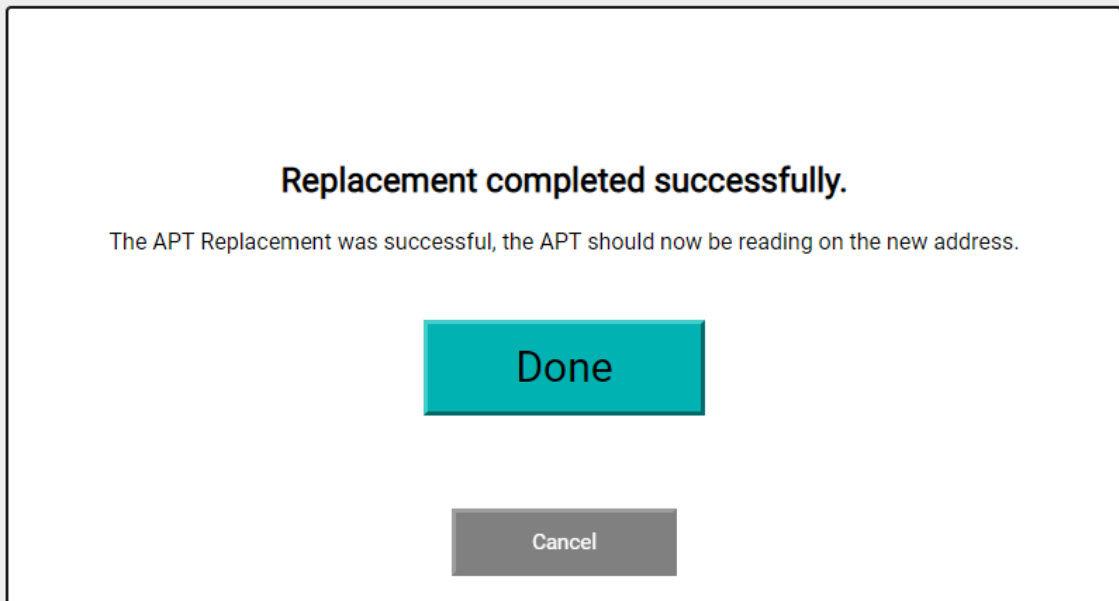 Replacement completed successfully.
The APT Replacement was successful, the APT should now be reading on the new address.
Done
Cancel